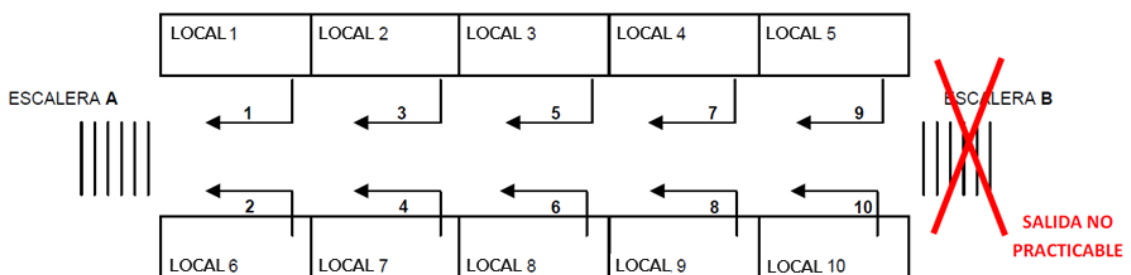 LOCAL 1
LOCAL 2
LOCAL 3
LOCAL 4
LOCAL 5
ESCALERA A
ESCALERA B
1
3
5
7
9
2
4
6
8
10
SALIDA NO
PRACTICABLE
LOCAL 6
LOCAL 7
LOCAL 8
LOCAL 9
LOCAL 10